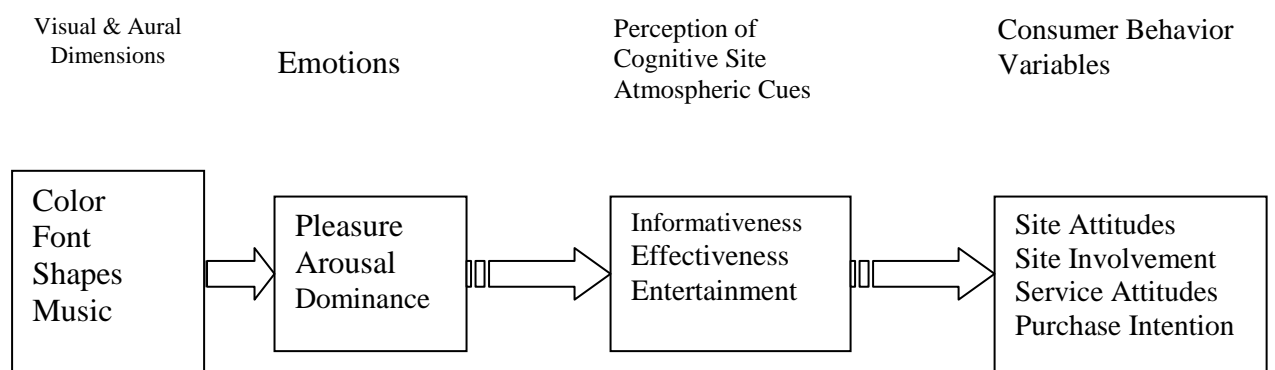 Visual & Aural
Dimensions
Emotions
Perception of
Cognitive Site
Atmospheric Cues
Consumer Behavior
Variables
Color
Font
Shapes
Music
Pleasure
Arousal
Dominance
Informativeness
Effectiveness
Entertainment
Site Attitudes
Site Involvement
Service Attitudes
Purchase Intention